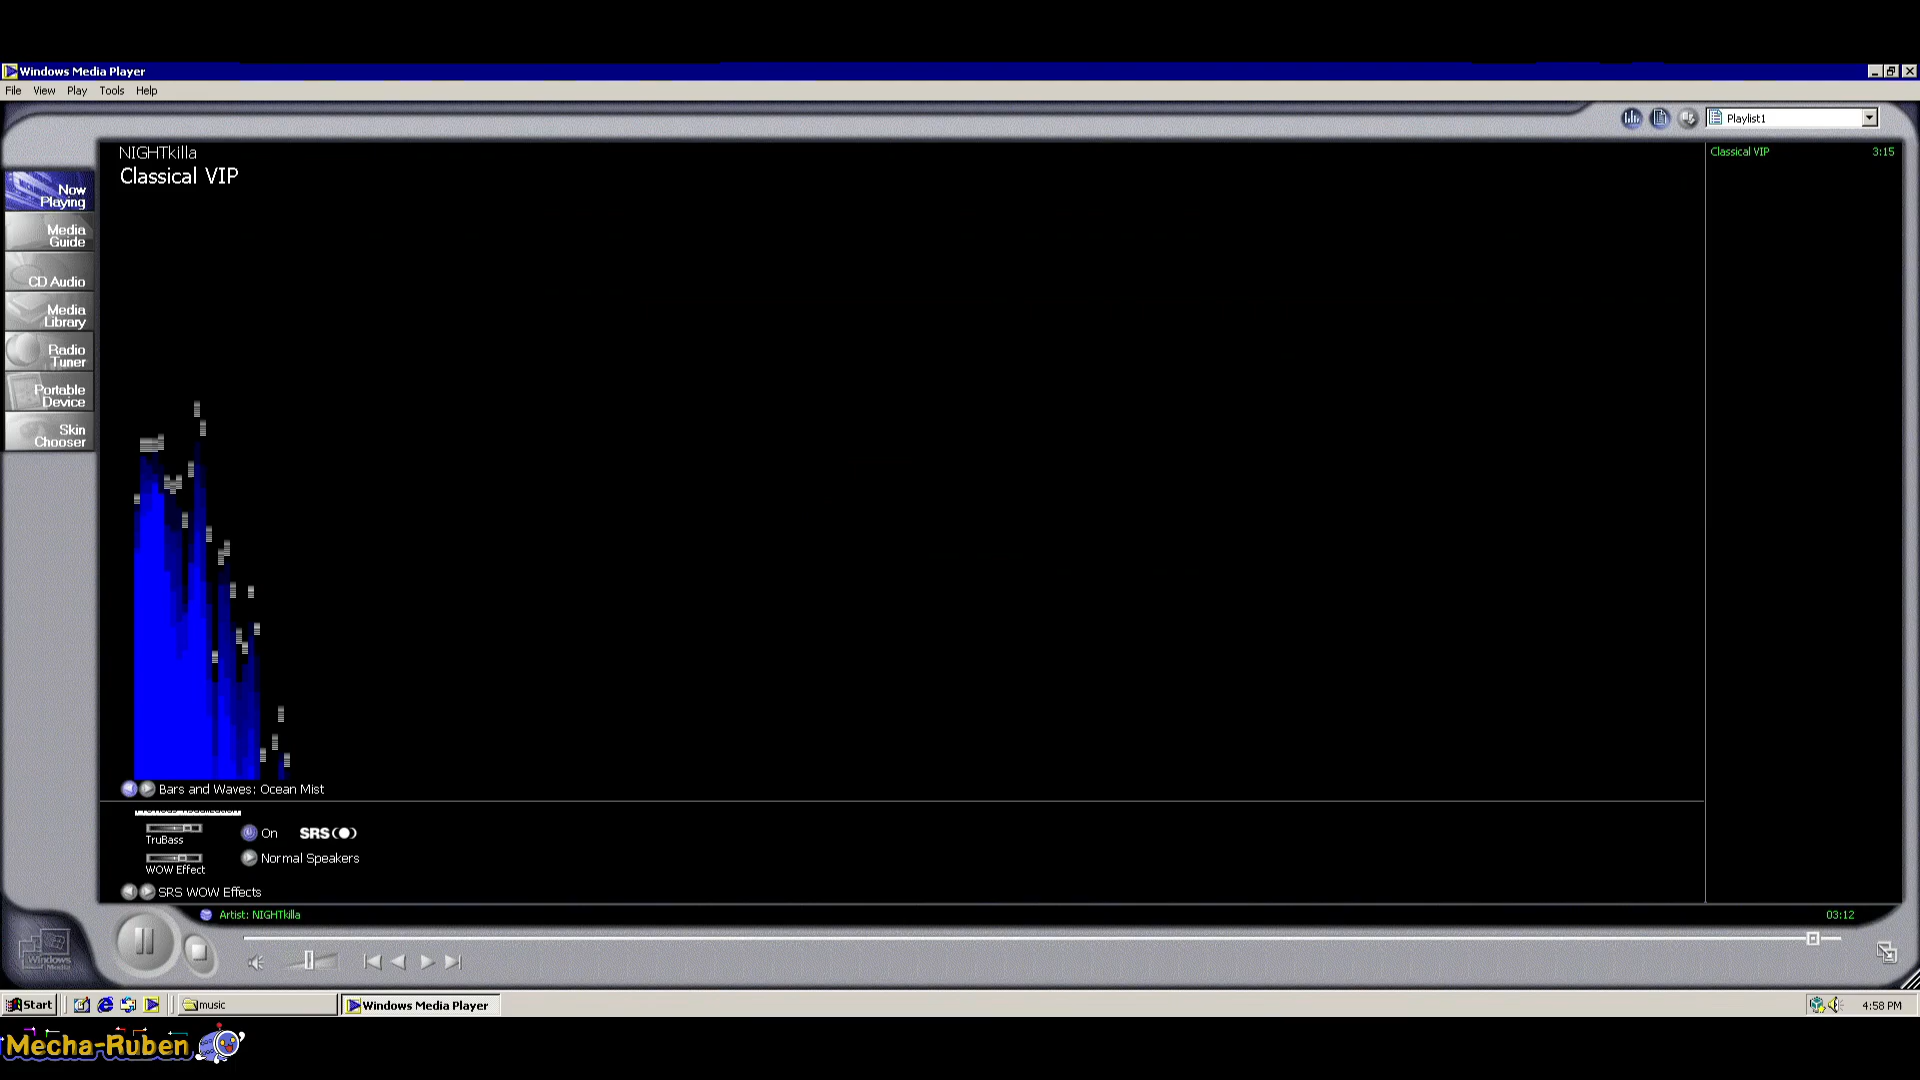 Windows Media Player
File View Play Tools Help
Playlist1
NIGHTkilla
Classical VIP
Classical VIP 3:15
Now
Playing
Media
Guide
CD Audio
Media
Library
Radio
Tuner
Portable
Device
Skin
Chooser
Bars and Waves: Ocean Mist
TruBass
On SRS
WOW Effect
Normal Speakers
SRS WOW Effects
Artist: NIGHTkilla 03:12
Windows
Media
Start music Windows Media Player 4:58 PM
Mecha-Ruben